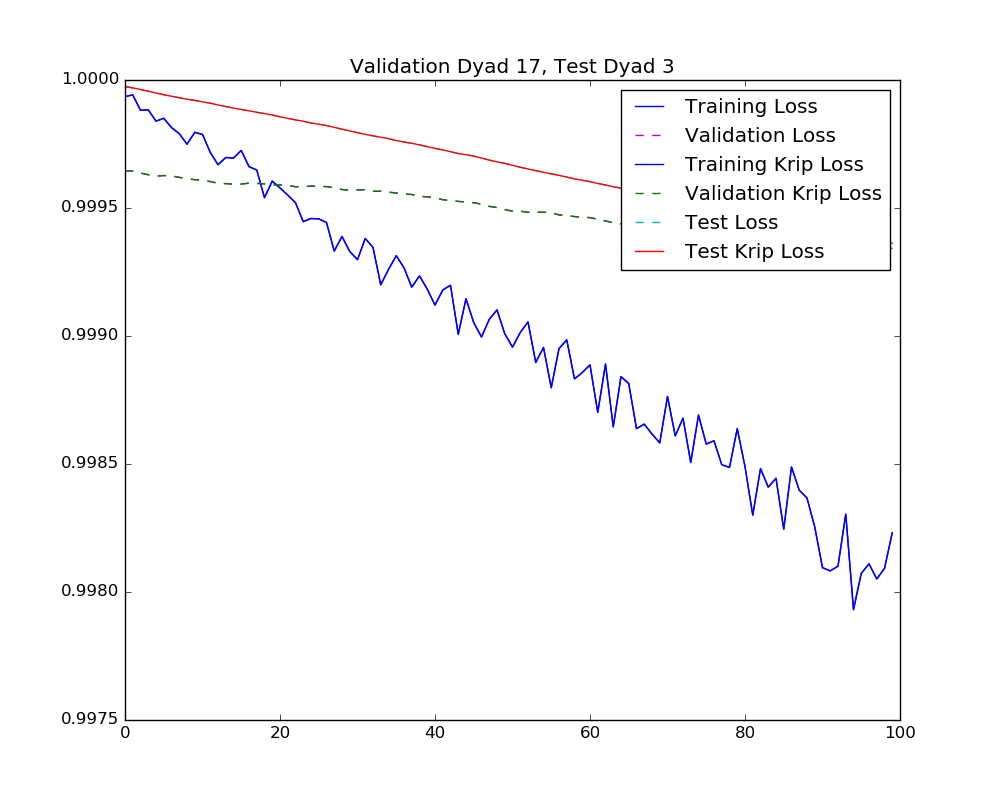 Validation Dyad 17, Test Dyad 3
1.0000
0.9995
0.9990
0.9985
0.9980
0.9975
Training Loss
Validation Loss
Training Krip Loss
Validation Krip Loss
Test Loss
Test Krip Loss
0 20 40 60 80 100